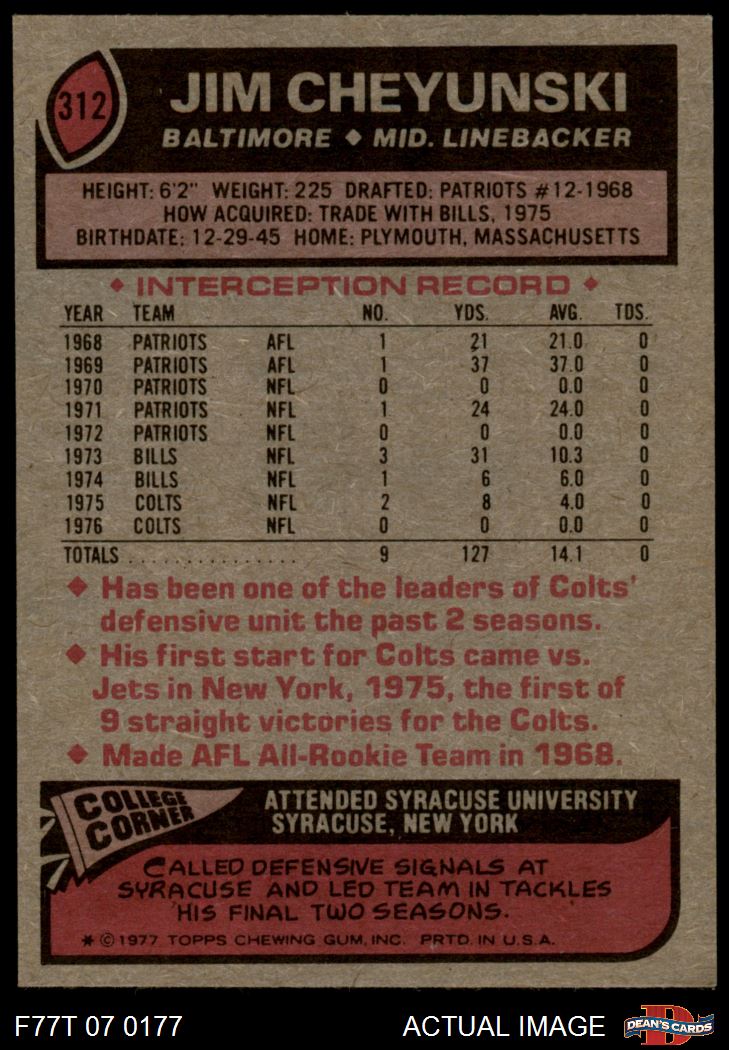 312
JIM CHEYUNSKI
BALTIMORE ◆ MID. LINEBACKER
HEIGHT: 6'2" WEIGHT: 225 DRAFTED: PATRIOTS #12-1968
HOW ACQUIRED: TRADE WITH BILLS, 1975
BIRTHDATE: 12-29-45 HOME: PLYMOUTH, MASSACHUSETTS
◆ INTERCEPTION RECORD ◆
YEAR TEAM NO. YDS. AVG. TDS.
1968 PATRIOTS AFL 1 21 21.0 0
1969 PATRIOTS AFL 1 37 37.0 0
1970 PATRIOTS NFL 0 0 0.0 0
1971 PATRIOTS NFL 1 24 24.0 0
1972 PATRIOTS NFL 0 0 0.0 0
1973 BILLS NFL 3 31 10.3 0
1974 BILLS NFL 1 6 6.0 0
1975 COLTS NFL 2 8 4.0 0
1976 COLTS NFL 0 0 0.0 0
TOTALS . . . . . . . . . . . . . . . 9 127 14.1 0
◆ Has been one of the leaders of Colts'
defensive unit the past 2 seasons.
◆ His first start for Colts came vs.
Jets in New York, 1975, the first of
9 straight victories for the Colts.
◆ Made AFL All-Rookie Team in 1968.
COLLEGE
CORNER
ATTENDED SYRACUSE UNIVERSITY
SYRACUSE, NEW YORK
CALLED DEFENSIVE SIGNALS AT
SYRACUSE AND LED TEAM IN TACKLES
HIS FINAL TWO SEASONS.
* © 1977 TOPPS CHEWING GUM, INC. PRTD. IN U.S.A.
F77T 07 0177 ACTUAL IMAGE
D
DEAN'S CARDS